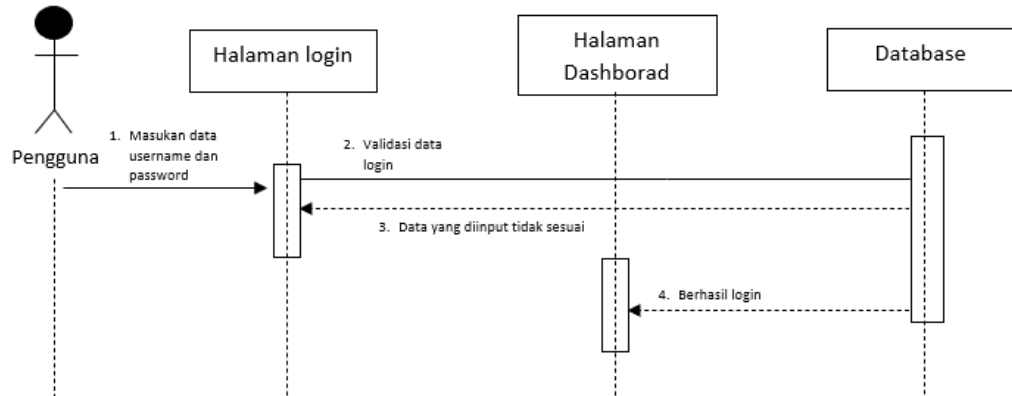 Halaman login
Halaman
Dashborad
Database
Pengguna
1. Masukan data
username dan
password
2. Validasi data
login
3. Data yang diinput tidak sesuai
4. Berhasil login